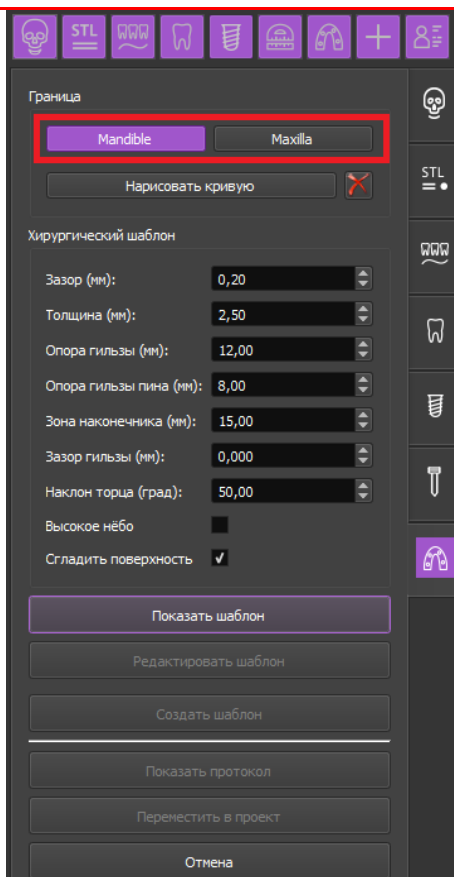 STL
Граница
Mandible Maxilla
STL
Нарисовать кривую
Хирургический шаблон
Зазор (мм): 0,20
Толщина (мм): 2,50
Опора гильзы (мм): 12,00
Опора гильзы пина (мм): 8,00
Зона наконечника (мм): 15,00
Зазор гильзы (мм): 0,000
Наклон торца (град): 50,00
Высокое нёбо
Сгладить поверхность
Показать шаблон
Редактировать шаблон
Создать шаблон
Показать протокол
Переместить в проект
Отмена